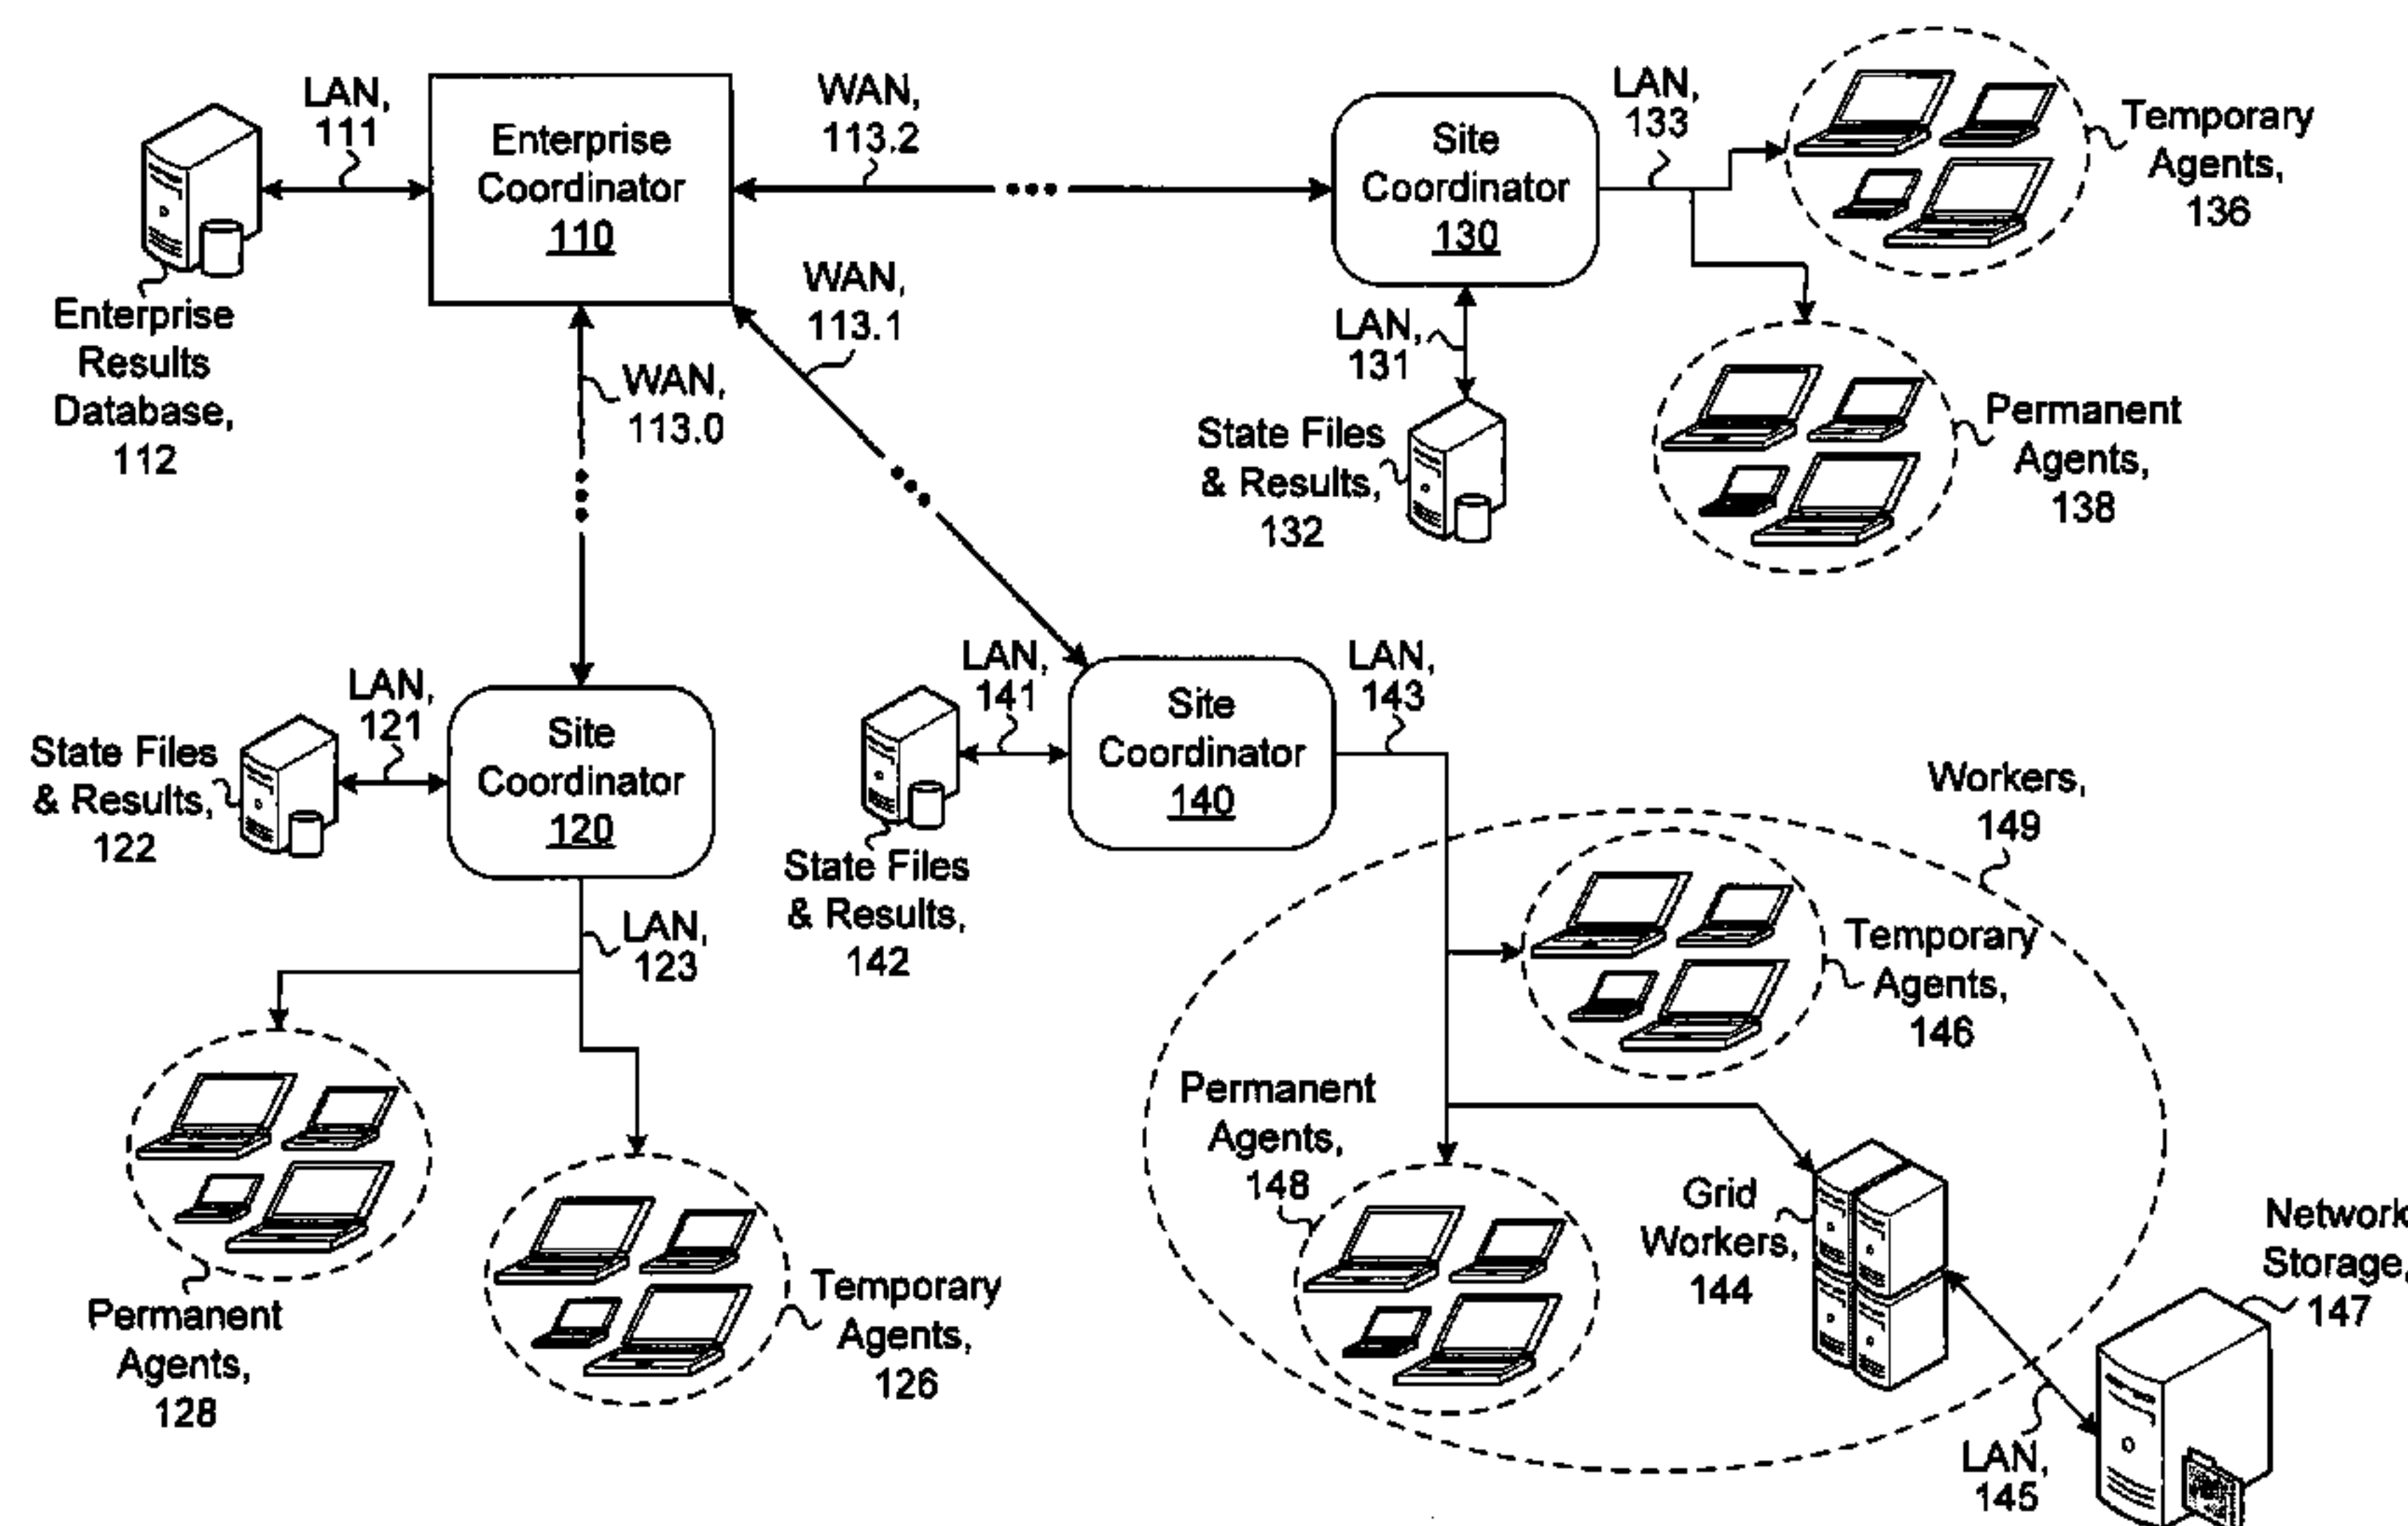 LAN,
111
Enterprise
Coordinator
110
WAN,
113.2
Site
Coordinator
130
LAN,
133
Temporary
Agents,
136
Enterprise
Results
Database,
112
WAN,
113.1
WAN,
113.0
LAN,
131
State Files
& Results,
132
Permanent
Agents,
138
LAN,
121
State Files
& Results,
122
Site
Coordinator
120
LAN,
141
Site
Coordinator
140
LAN,
143
State Files
& Results,
142
Workers,
149
LAN,
123
Temporary
Agents,
146
Permanent
Agents,
148
Grid
Workers,
144
Network
Storage,
147
Permanent
Agents,
128
Temporary
Agents,
126
LAN,
145